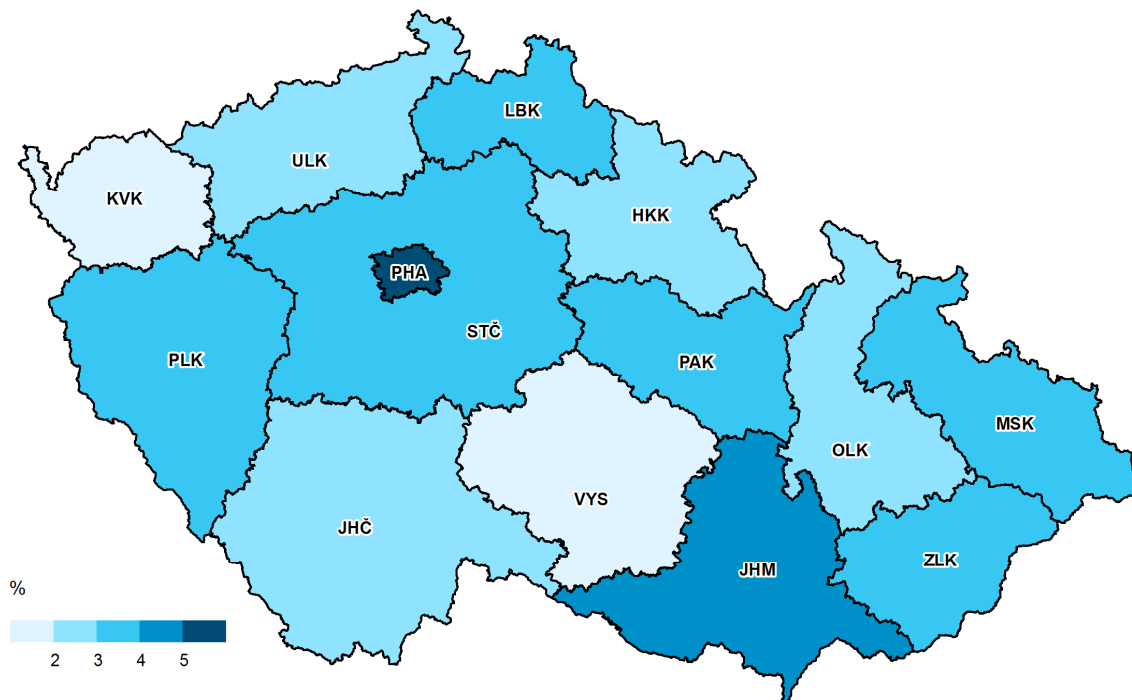 LBK
ULK
KVK
HKK
PHA
STČ
PLK
PAK
MSK
OLK
VYS
JHČ
ZLK
JHM
%
2 3 4 5